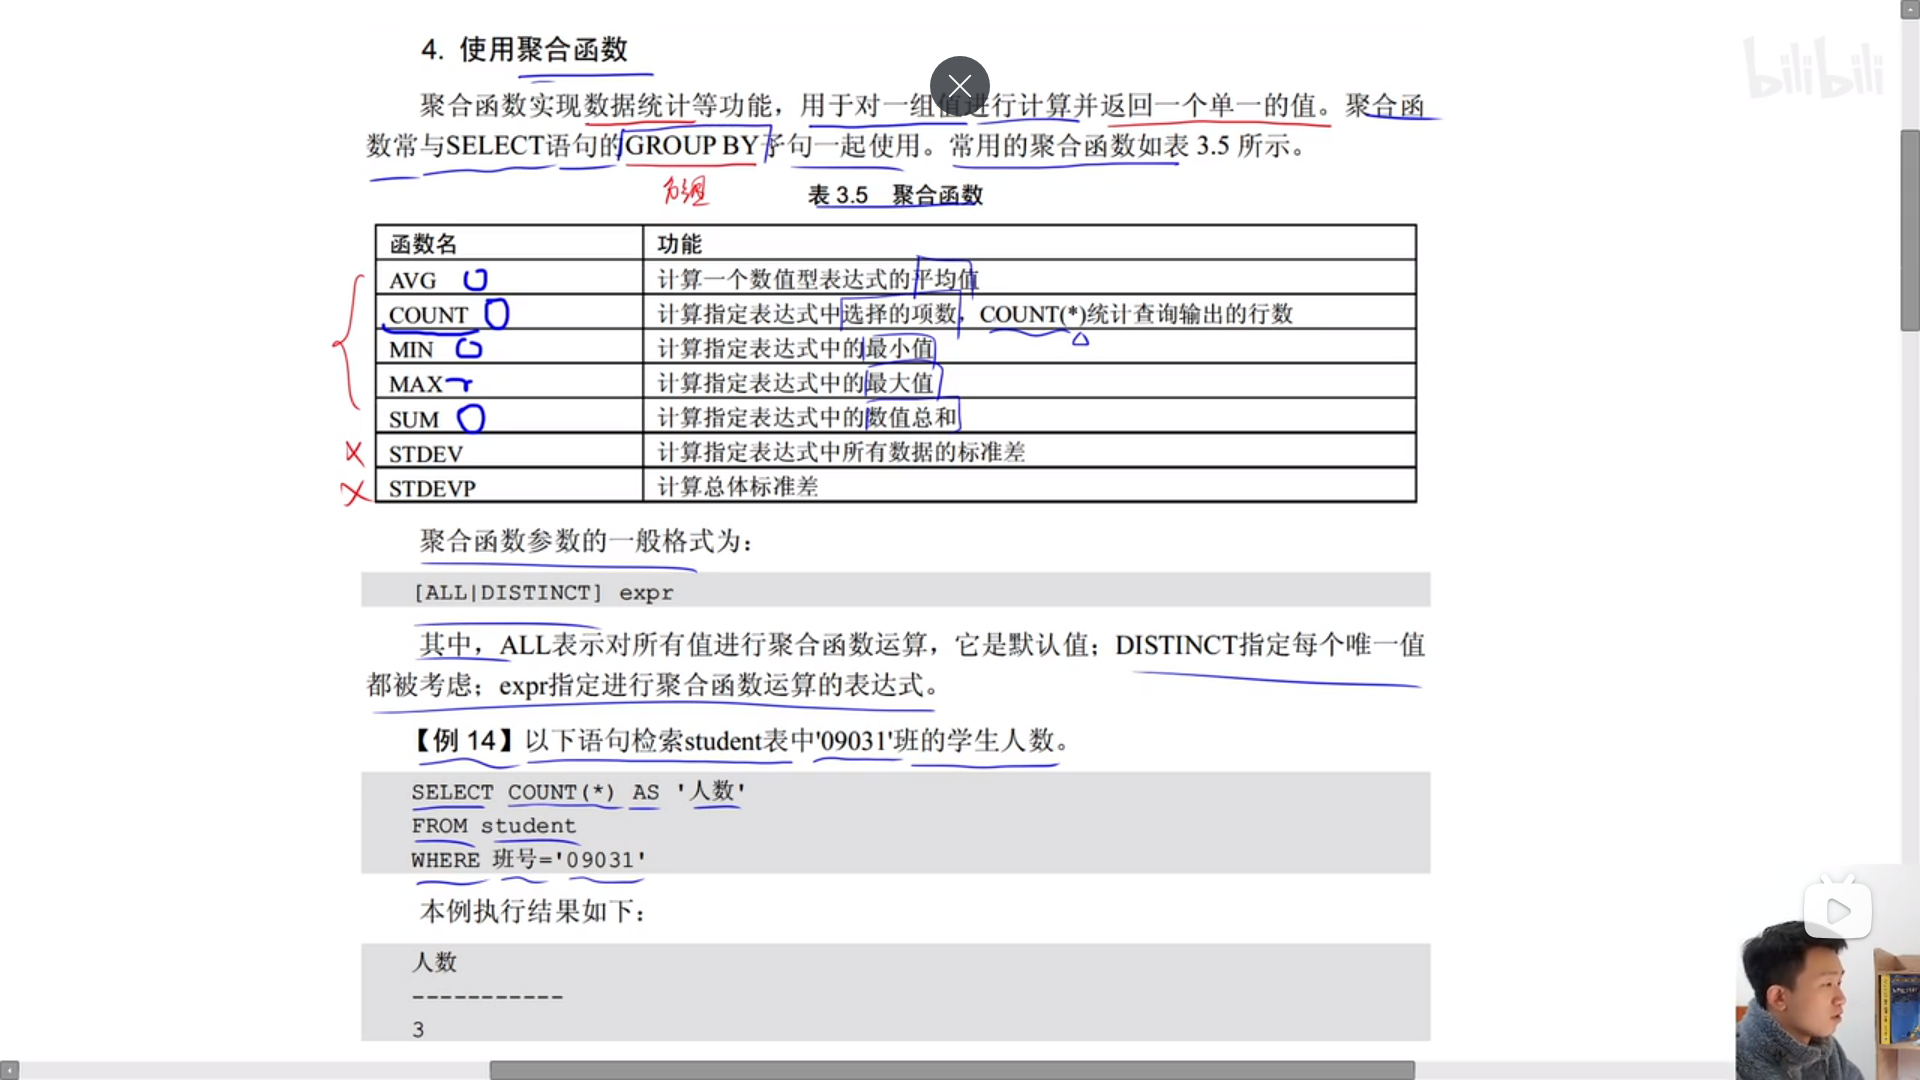 bilibili
4. 使用聚合函数
聚合函数实现数据统计等功能，用于对一组值进行计算并返回一个单一的值。聚合函
数常与SELECT语句的GROUP BY子句一起使用。常用的聚合函数如表 3.5 所示。
分组
表 3.5 聚合函数
函数名 功能
AVG 计算一个数值型表达式的平均值
COUNT 计算指定表达式中选择的项数，COUNT(*)统计查询输出的行数
MIN 计算指定表达式中的最小值
MAX 计算指定表达式中的最大值
SUM 计算指定表达式中的数值总和
STDEV 计算指定表达式中所有数据的标准差
STDEVP 计算总体标准差
聚合函数参数的一般格式为：
[ALL|DISTINCT] expr
其中，ALL表示对所有值进行聚合函数运算，它是默认值；DISTINCT指定每个唯一值
都被考虑；expr指定进行聚合函数运算的表达式。
【例 14】以下语句检索student表中'09031'班的学生人数。
SELECT COUNT(*) AS '人数'
FROM student
WHERE 班号='09031'
本例执行结果如下：
人数
-----------
3